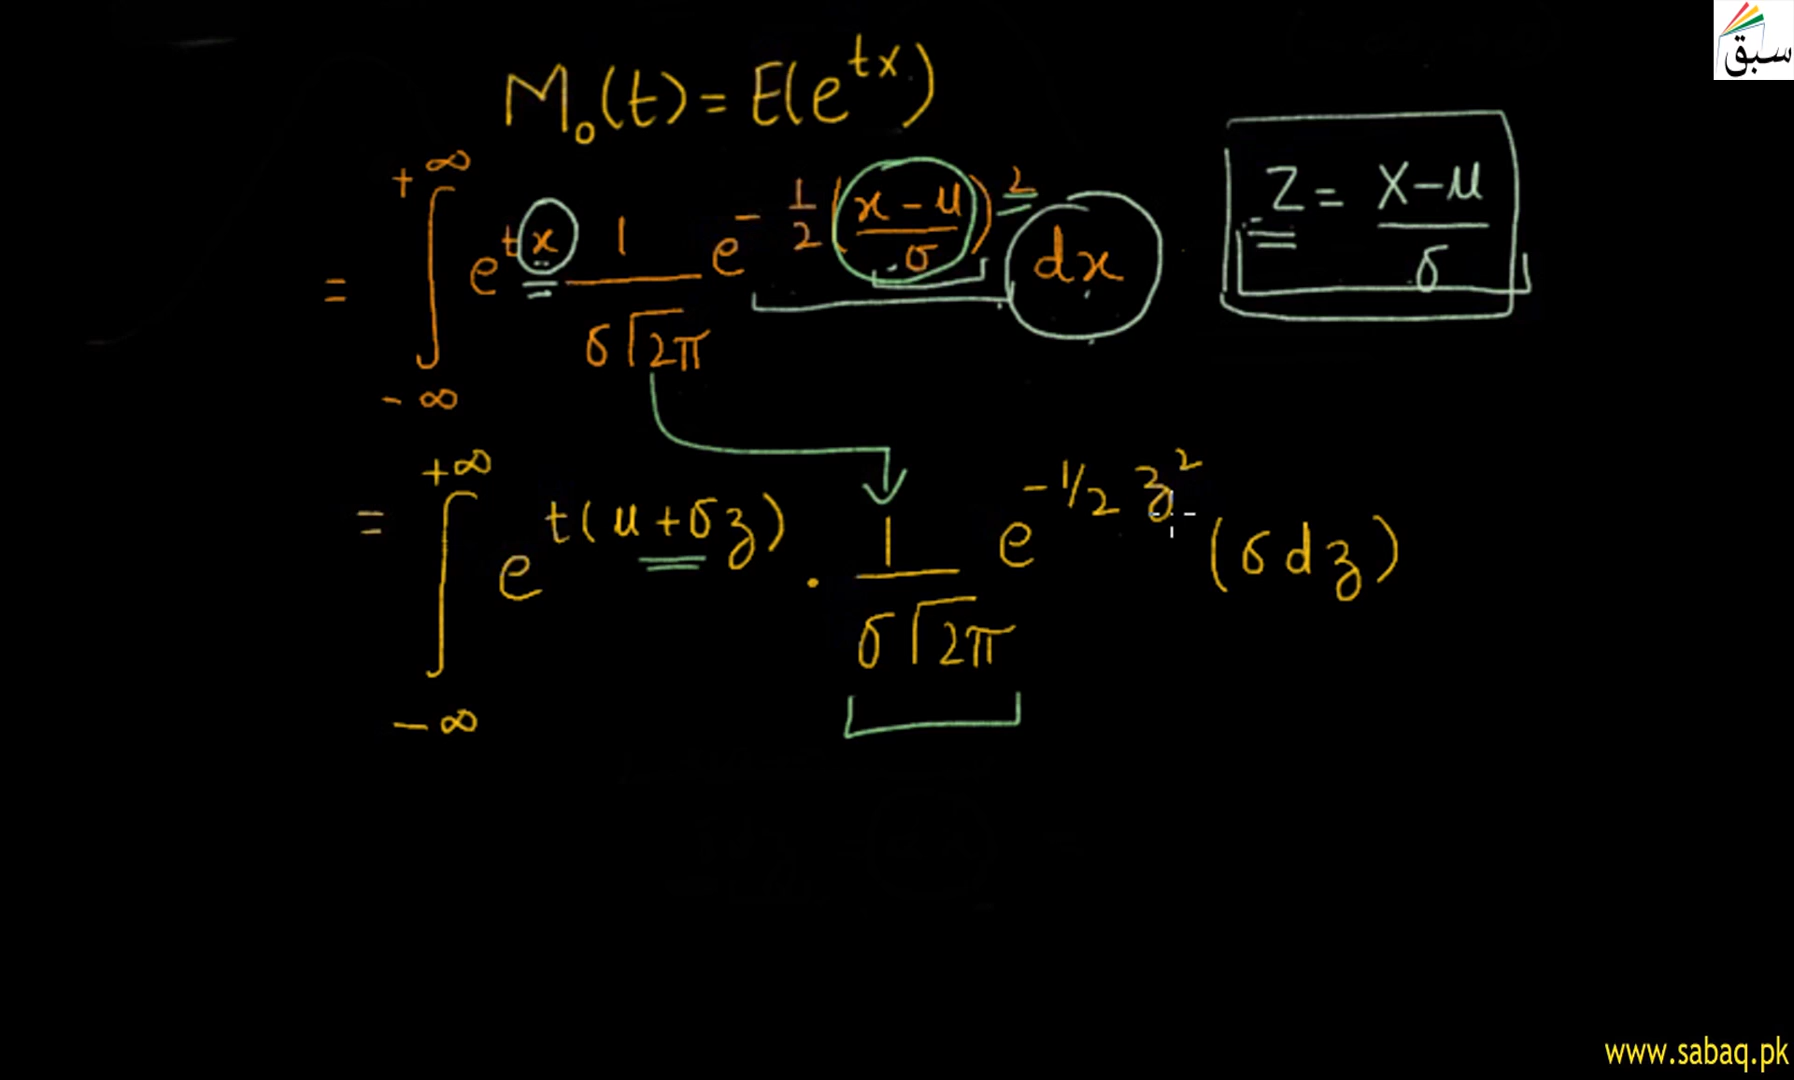 سبق
M₀(t) = E(e^{tx})
= ∫_{-∞}^{+∞} e^{tx} 1/(σ√2π) e^{-1/2 ((x-μ)/σ)^2} dx
Z = (X-μ)/σ
= ∫_{-∞}^{+∞} e^{t(μ+σz)} . 1/(σ√2π) e^{-1/2 z^2} (σdz)
www.sabaq.pk